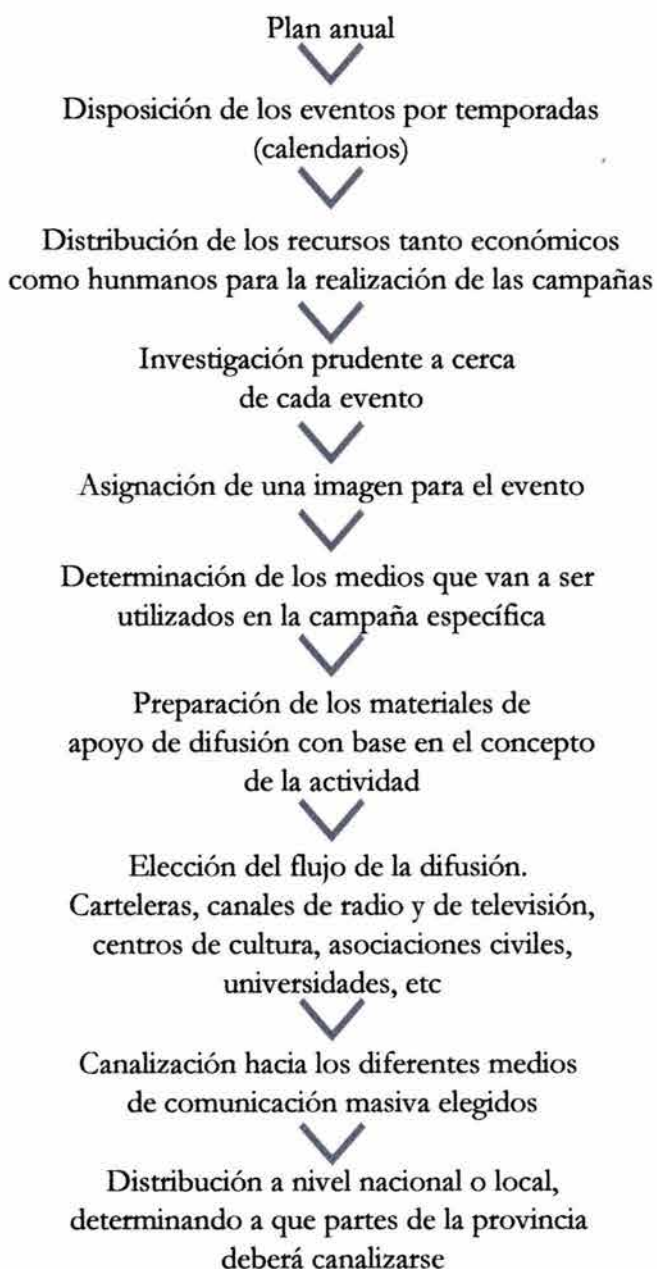 Plan anual
Disposición de los eventos por temporadas
(calendarios)
Distribución de los recursos tanto económicos
como hunmanos para la realización de las campañas
Investigación prudente a cerca
de cada evento
Asignación de una imagen para el evento
Determinación de los medios que van a ser
utilizados en la campaña específica
Preparación de los materiales de
apoyo de difusión con base en el concepto
de la actividad
Elección del flujo de la difusión.
Carteleras, canales de radio y de televisión,
centros de cultura, asociaciones civiles,
universidades, etc
Canalización hacia los diferentes medios
de comunicación masiva elegidos
Distribución a nivel nacional o local,
determinando a que partes de la provincia
deberá canalizarse